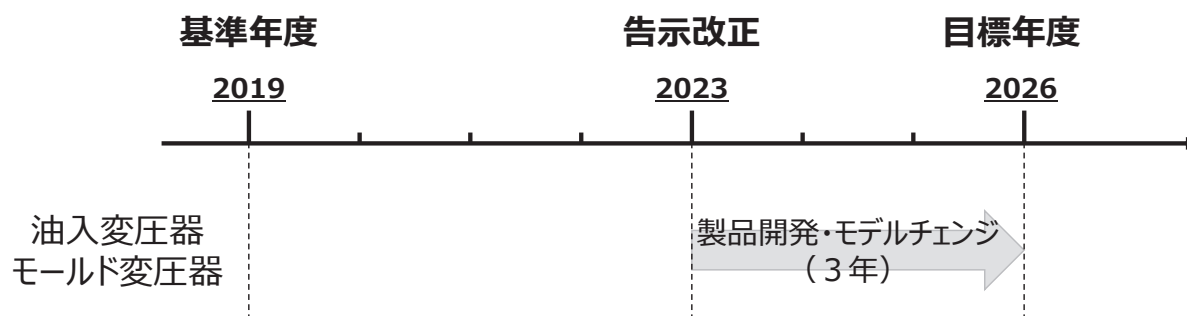 基準年度 告示改正 目標年度
2019 2023 2026
油入変圧器
モールド変圧器
製品開発・モデルチェンジ
（３年）